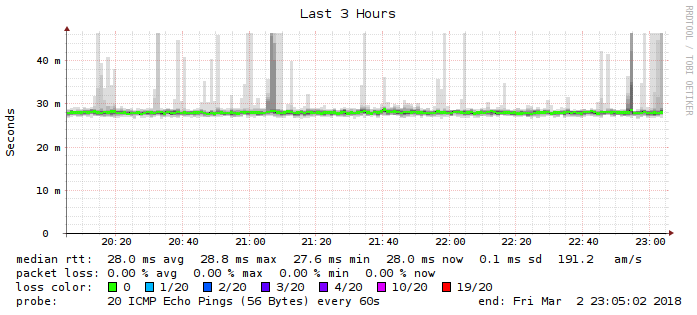 Last 3 Hours
RRDTOOL / TOBI OETIKER
Seconds
40 m
30 m
20 m
10 m
0
20:20 20:40 21:00 21:20 21:40 22:00 22:20 22:40 23:00
median rtt: 28.0 ms avg 28.8 ms max 27.6 ms min 28.0 ms now 0.1 ms sd 191.2 am/s
packet loss: 0.00 % avg 0.00 % max 0.00 % min 0.00 % now
loss color: 0 1/20 2/20 3/20 4/20 10/20 19/20
probe: 20 ICMP Echo Pings (56 Bytes) every 60s end: Fri Mar 2 23:05:02 2018